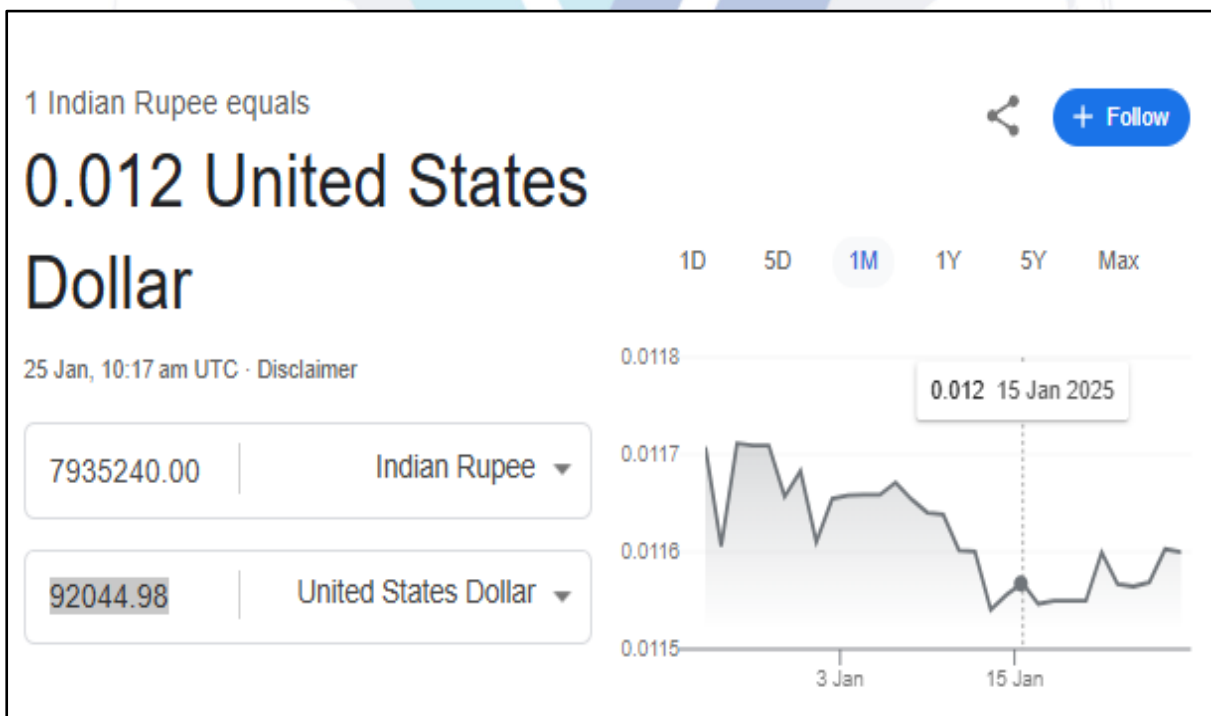 1 Indian Rupee equals
0.012 United States
Dollar
25 Jan, 10:17 am UTC · Disclaimer
7935240.00 Indian Rupee
92044.98 United States Dollar
+ Follow
1D 5D 1M 1Y 5Y Max
0.0118
0.012 15 Jan 2025
0.0117
0.0116
0.0115
3 Jan 15 Jan